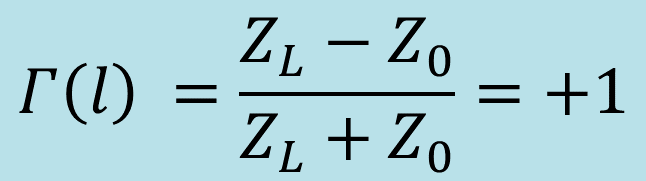 Γ(l) = (Z_L − Z_0) / (Z_L + Z_0) = +1